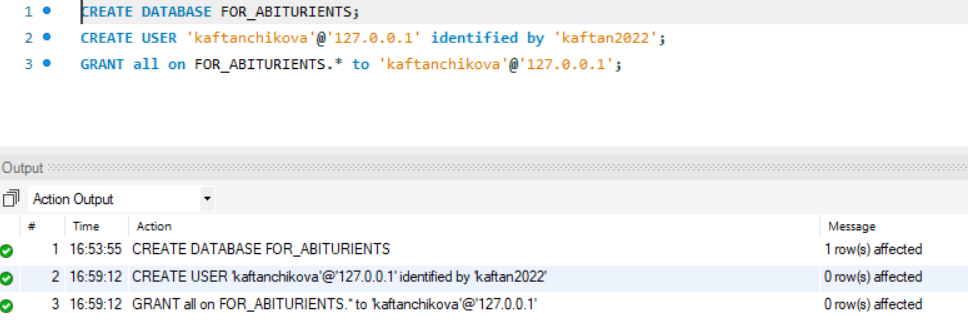 1 CREATE DATABASE FOR_ABITURIENTS;
2 CREATE USER 'kaftanchikova'@'127.0.0.1' identified by 'kaftan2022';
3 GRANT all on FOR_ABITURIENTS.* to 'kaftanchikova'@'127.0.0.1';
Output
Action Output
# Time Action Message
1 16:53:55 CREATE DATABASE FOR_ABITURIENTS 1 row(s) affected
2 16:59:12 CREATE USER 'kaftanchikova'@'127.0.0.1' identified by 'kaftan2022' 0 row(s) affected
3 16:59:12 GRANT all on FOR_ABITURIENTS.* to 'kaftanchikova'@'127.0.0.1' 0 row(s) affected